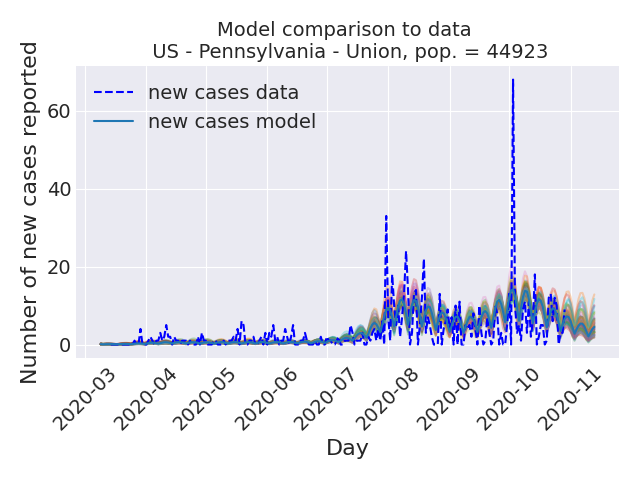 Model comparison to data
US - Pennsylvania - Union, pop. = 44923
Number of new cases reported
60
40
20
0
new cases data
new cases model
2020-03
2020-04
2020-05
2020-06
2020-07
2020-08
2020-09
2020-10
2020-11
Day